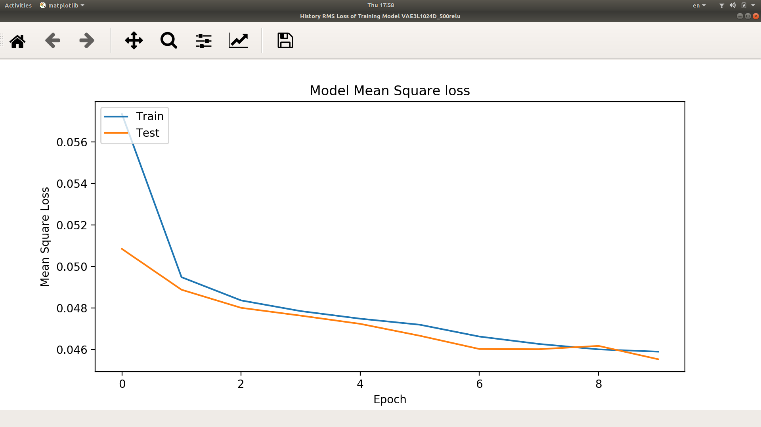 Activities matplotlib Thu 17:58 en
History RMS Loss of Training Model VAE3L1024D_500relu
Model Mean Square loss
Train
Test
0.056
0.054
0.052
0.050
0.048
0.046
Mean Square Loss
0 2 4 6 8
Epoch